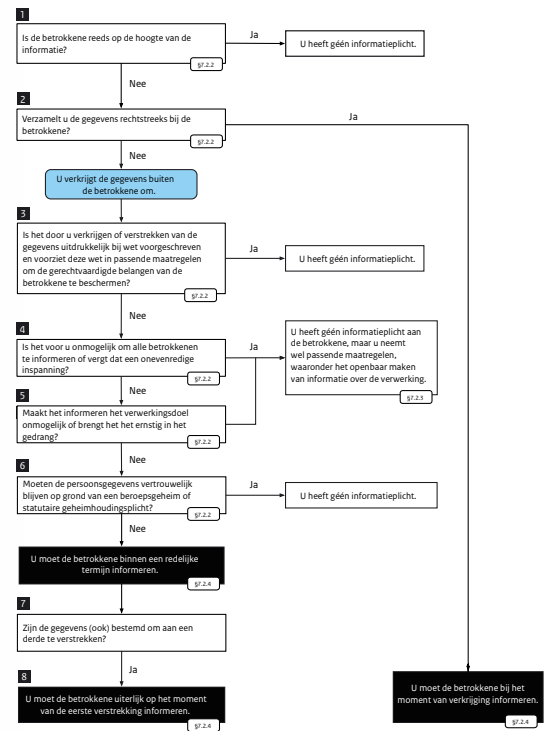 1
Is de betrokkene reeds op de hoogte van de
informatie?
§7.2.2
Ja
U heeft géén informatieplicht.
Nee
2
Verzamelt u de gegevens rechtstreeks bij de
betrokkene?
§7.2.2
Ja
Nee
U verkrijgt de gegevens buiten
de betrokkene om.
3
Is het door u verkrijgen of verstrekken van de
gegevens uitdrukkelijk bij wet voorgeschreven
en voorziet deze wet in passende maatregelen
om de gerechtvaardigde belangen van de
betrokkene te beschermen?
§7.2.2
Ja
U heeft géén informatieplicht.
Nee
4
Is het voor u onmogelijk om alle betrokkenen
te informeren of vergt dat een onevenredige
inspanning?
§7.2.2
Ja
U heeft géén informatieplicht aan
de betrokkene, maar u neemt
wel passende maatregelen,
waaronder het openbaar maken
van informatie over de verwerking.
§7.2.3
5
Maakt het informeren het verwerkingsdoel
onmogelijk of brengt het het ernstig in het
gedrang?
§7.2.2
Nee
6
Moeten de persoonsgegevens vertrouwelijk
blijven op grond van een beroepsgeheim of
statutaire geheimhoudingsplicht?
§7.2.2
Ja
U heeft géén informatieplicht.
Nee
U moet de betrokkene binnen een redelijke
termijn informeren.
§7.2.4
7
Zijn de gegevens (ook) bestemd om aan een
derde te verstrekken?
Ja
8
U moet de betrokkene uiterlijk op het moment
van de eerste verstrekking informeren.
§7.2.4
U moet de betrokkene bij het
moment van verkrijging informeren.
§7.2.4